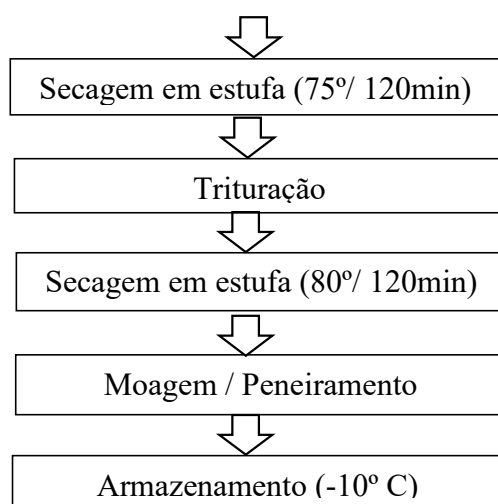 Secagem em estufa (75º/ 120min)
Trituração
Secagem em estufa (80º/ 120min)
Moagem / Peneiramento
Armazenamento (-10º C)